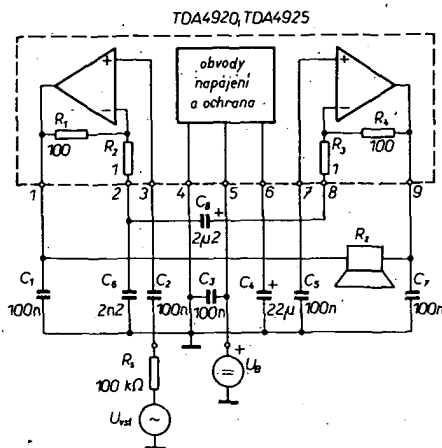 TDA4920, TDA4925
obvody
napájení
a ochrana
+
−
+
−
R1
100
R2
1
R3
1
R4
100
1
2
3
4
5
6
7
8
9
C8
+
2μ2
Rz
C1
100n
C6
2n2
C2
100n
C3
100n
C4
+
22μ
C5
100n
C7
100n
Rs
100 kΩ
+
UB
Uvst